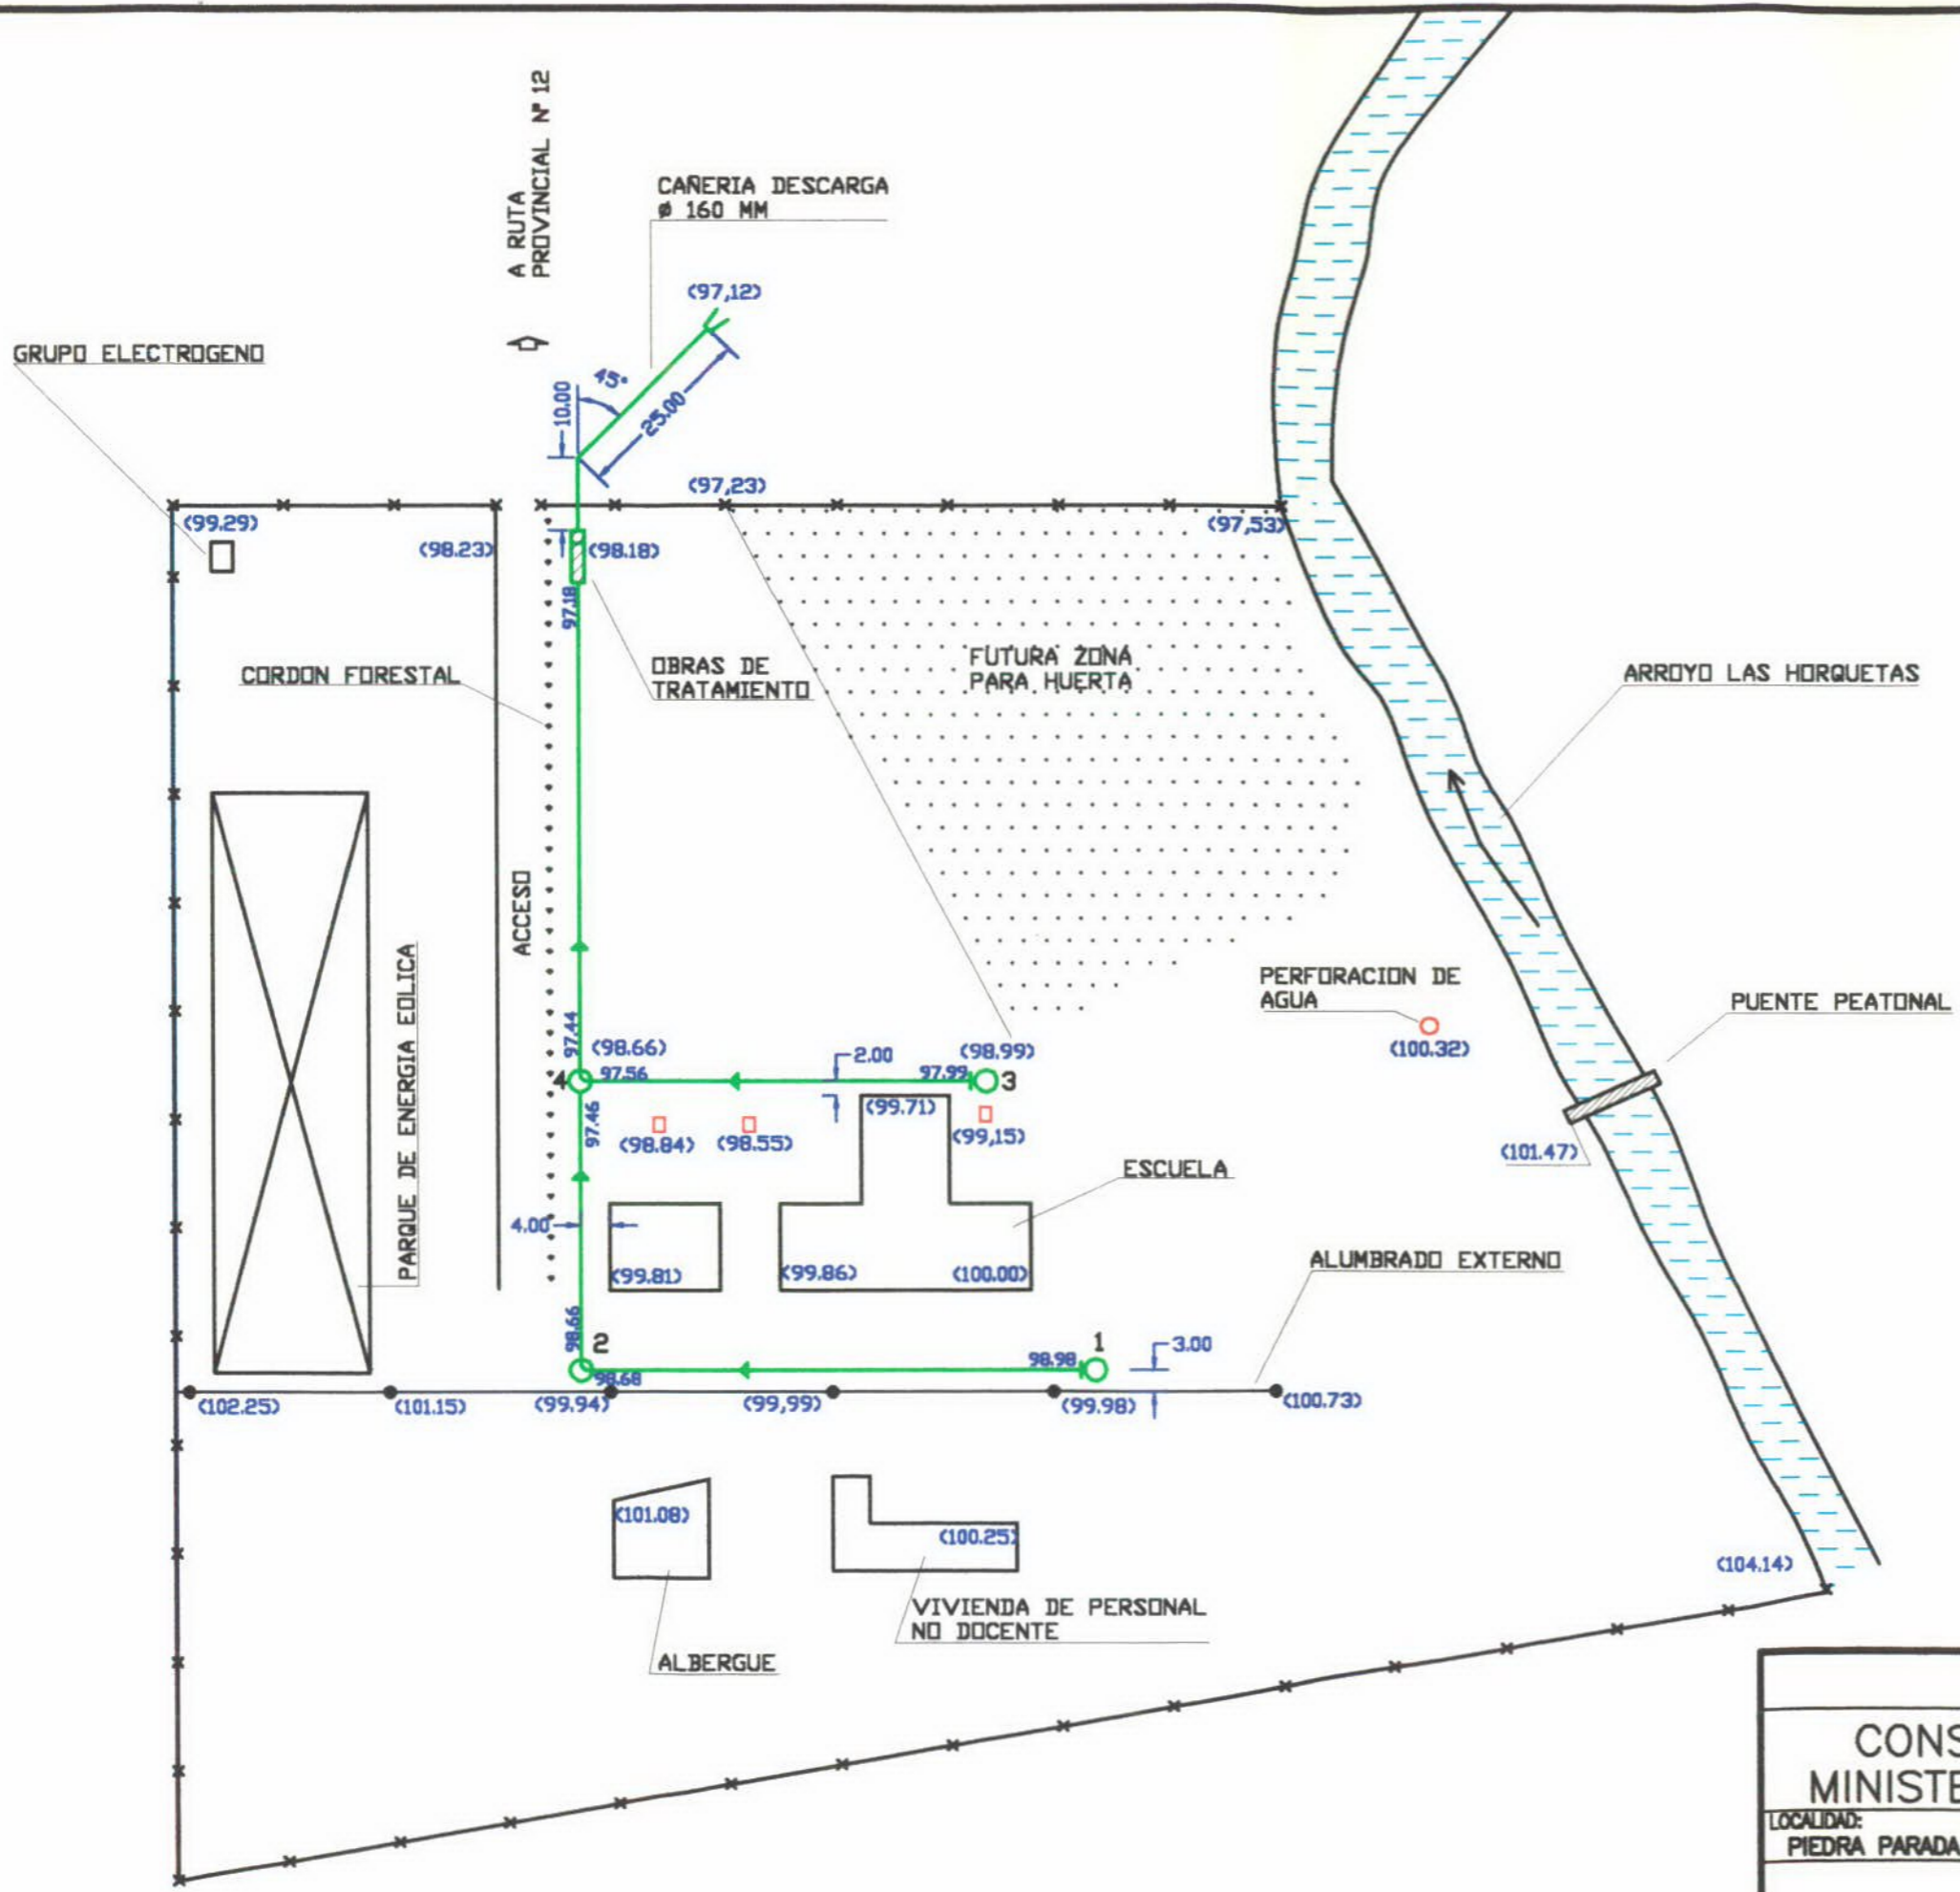 A RUTA
PROVINCIAL Nº 12
CAÑERIA DESCARGA
ø 160 MM
(97,12)
GRUPO ELECTROGENO
45°
10.00
25.00
(97,23)
(99.29)
(98.23)
(98.18)
(97,53)
97.18
CORDON FORESTAL
OBRAS DE
TRATAMIENTO
FUTURA ZONA
PARA HUERTA
ARROYO LAS HORQUETAS
ACCESO
PARQUE DE ENERGIA EOLICA
PERFORACION DE
AGUA
(100.32)
PUENTE PEATONAL
97.44
(98.66)
2.00
(98.99)
4
97.56
97.99
3
97.46
(99.71)
(98.84)
(98.55)
(99,15)
(101.47)
ESCUELA
4.00
(99.81)
(99.86)
(100.00)
ALUMBRADO EXTERNO
98.66
2
98.68
98.98
1
3.00
(102.25)
(101.15)
(99.94)
(99,99)
(99.98)
(100.73)
(101.08)
(100.25)
(104.14)
VIVIENDA DE PERSONAL
NO DOCENTE
ALBERGUE
CONS
MINISTE
LOCALIDAD:
PIEDRA PARADA